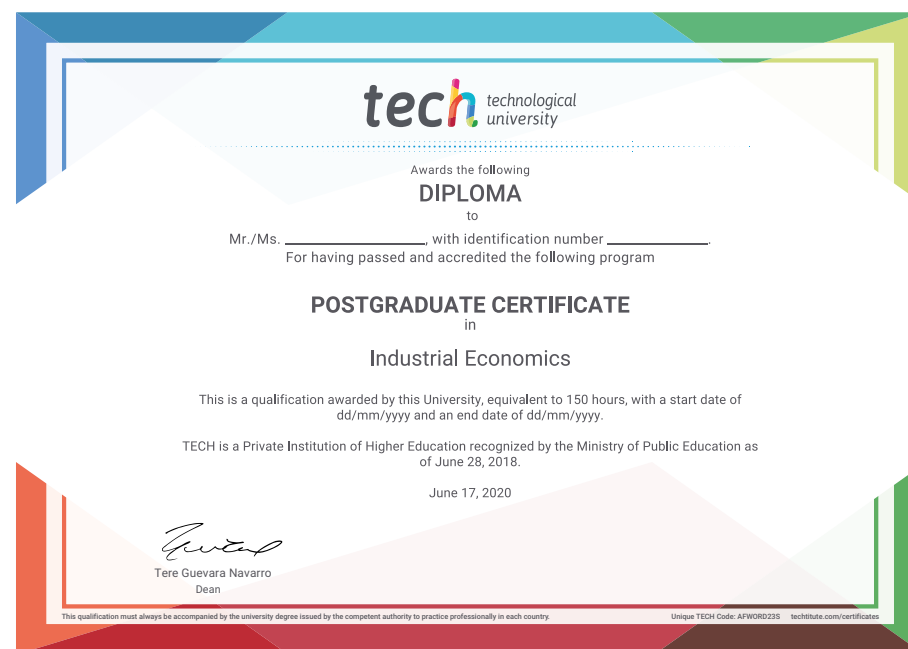 tech technological
university
Awards the following
DIPLOMA
to
Mr./Ms. ____________, with identification number ____________.
For having passed and accredited the following program
POSTGRADUATE CERTIFICATE
in
Industrial Economics
This is a qualification awarded by this University, equivalent to 150 hours, with a start date of
dd/mm/yyyy and an end date of dd/mm/yyyy.
TECH is a Private Institution of Higher Education recognized by the Ministry of Public Education as
of June 28, 2018.
June 17, 2020
Tere Guevara Navarro
Dean
This qualification must always be accompanied by the university degree issued by the competent authority to practice professionally in each country. Unique TECH Code: AFWORD23S techtitute.com/certificates